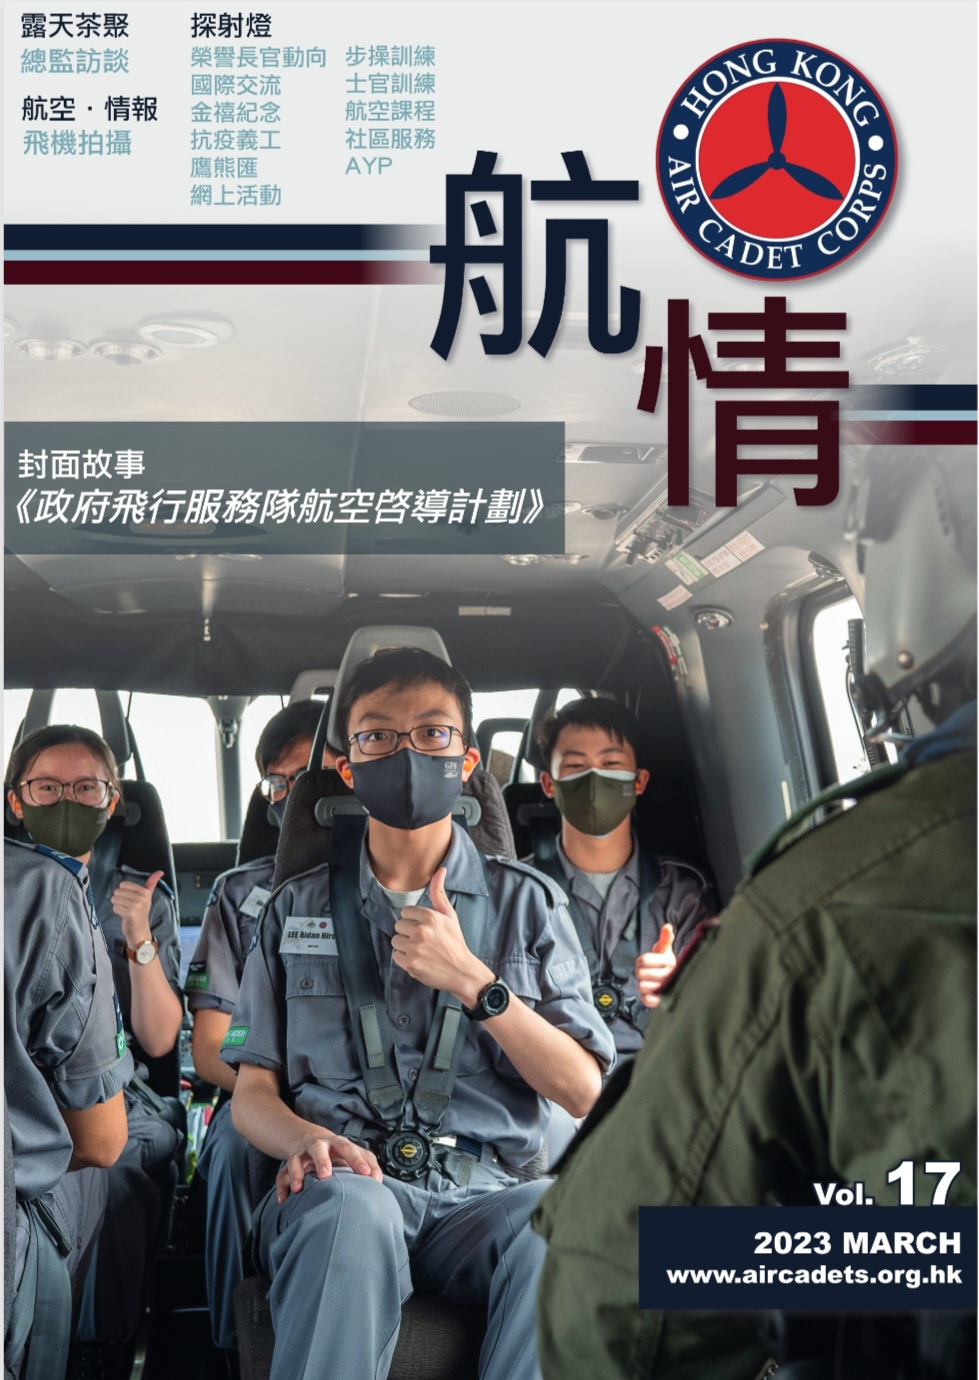 露天茶聚
總監訪談
航空·情報
飛機拍攝
探射燈
榮譽長官動向
國際交流
金禧紀念
抗疫義工
鷹熊匯
網上活動
步操訓練
士官訓練
航空課程
社區服務
AYP
HONG KONG
AIR CADET CORPS
航
情
封面故事
《政府飛行服務隊航空啓導計劃》
GFS
LEE Aidan Hiro
Vol. 17
2023 MARCH
www.aircadets.org.hk